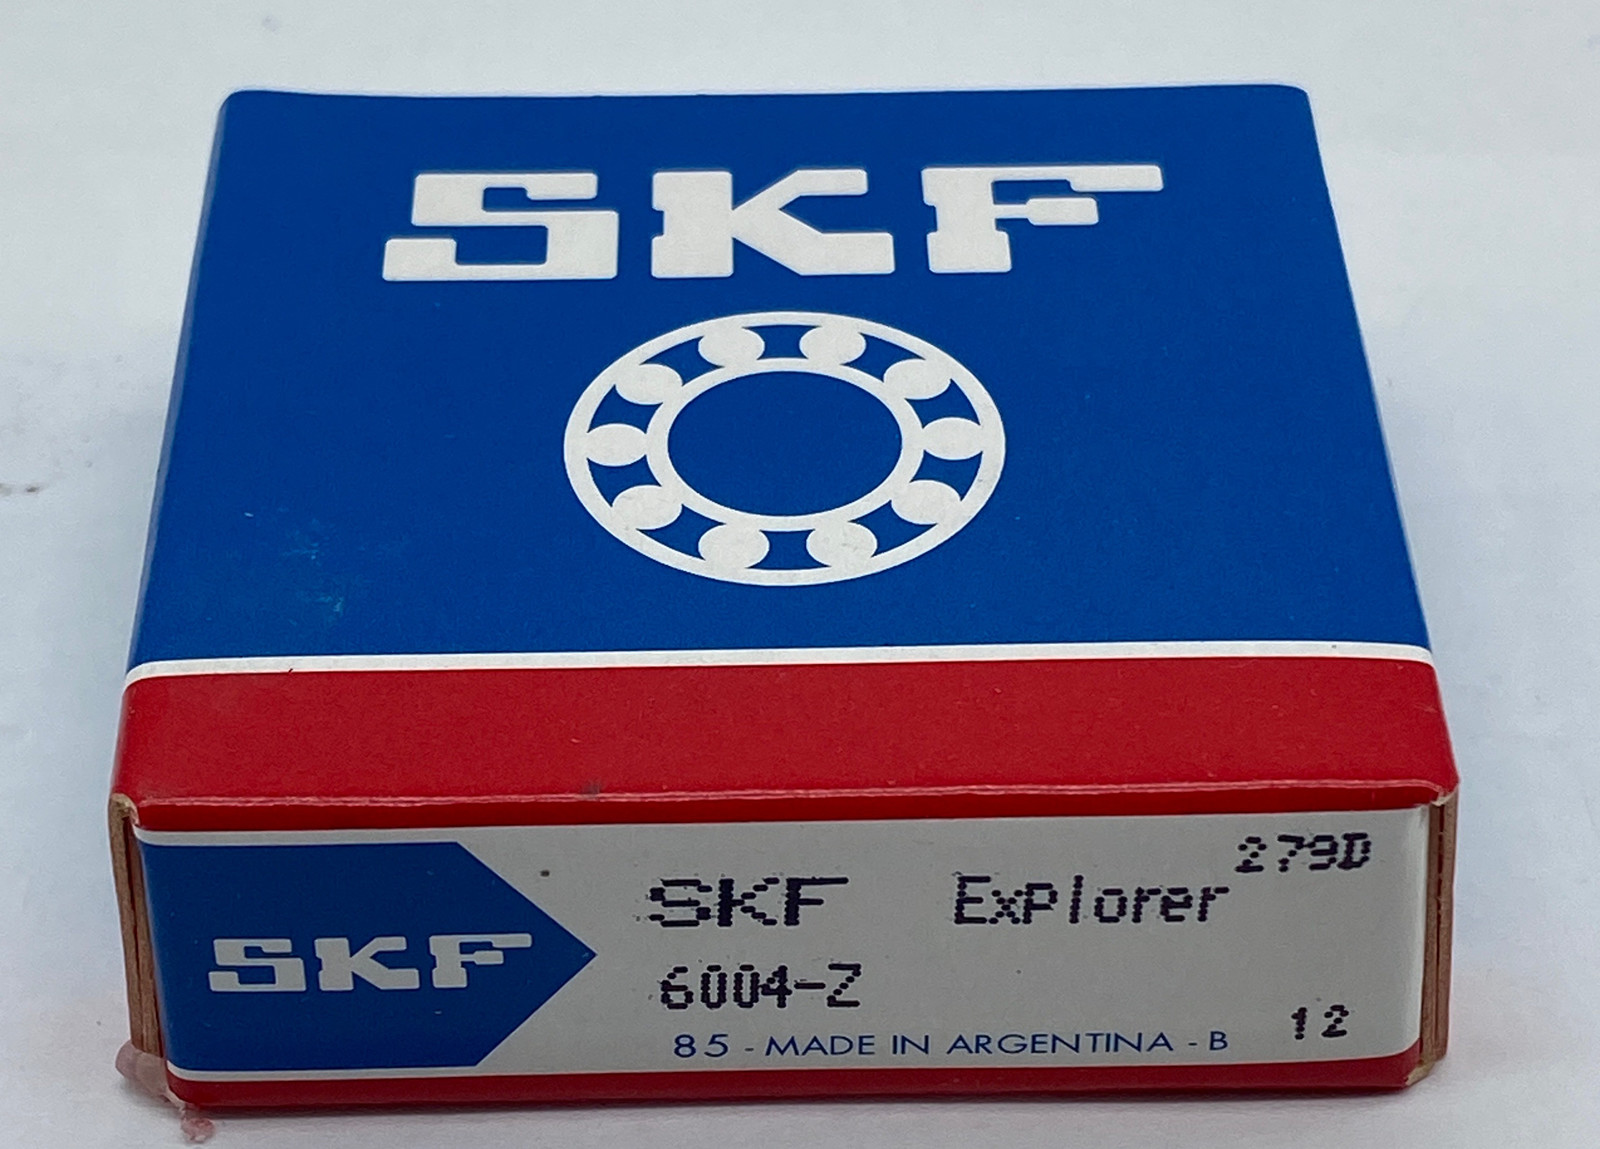 SKF
SKF
279D
SKF Explorer
6004-Z
12
85 - MADE IN ARGENTINA - B